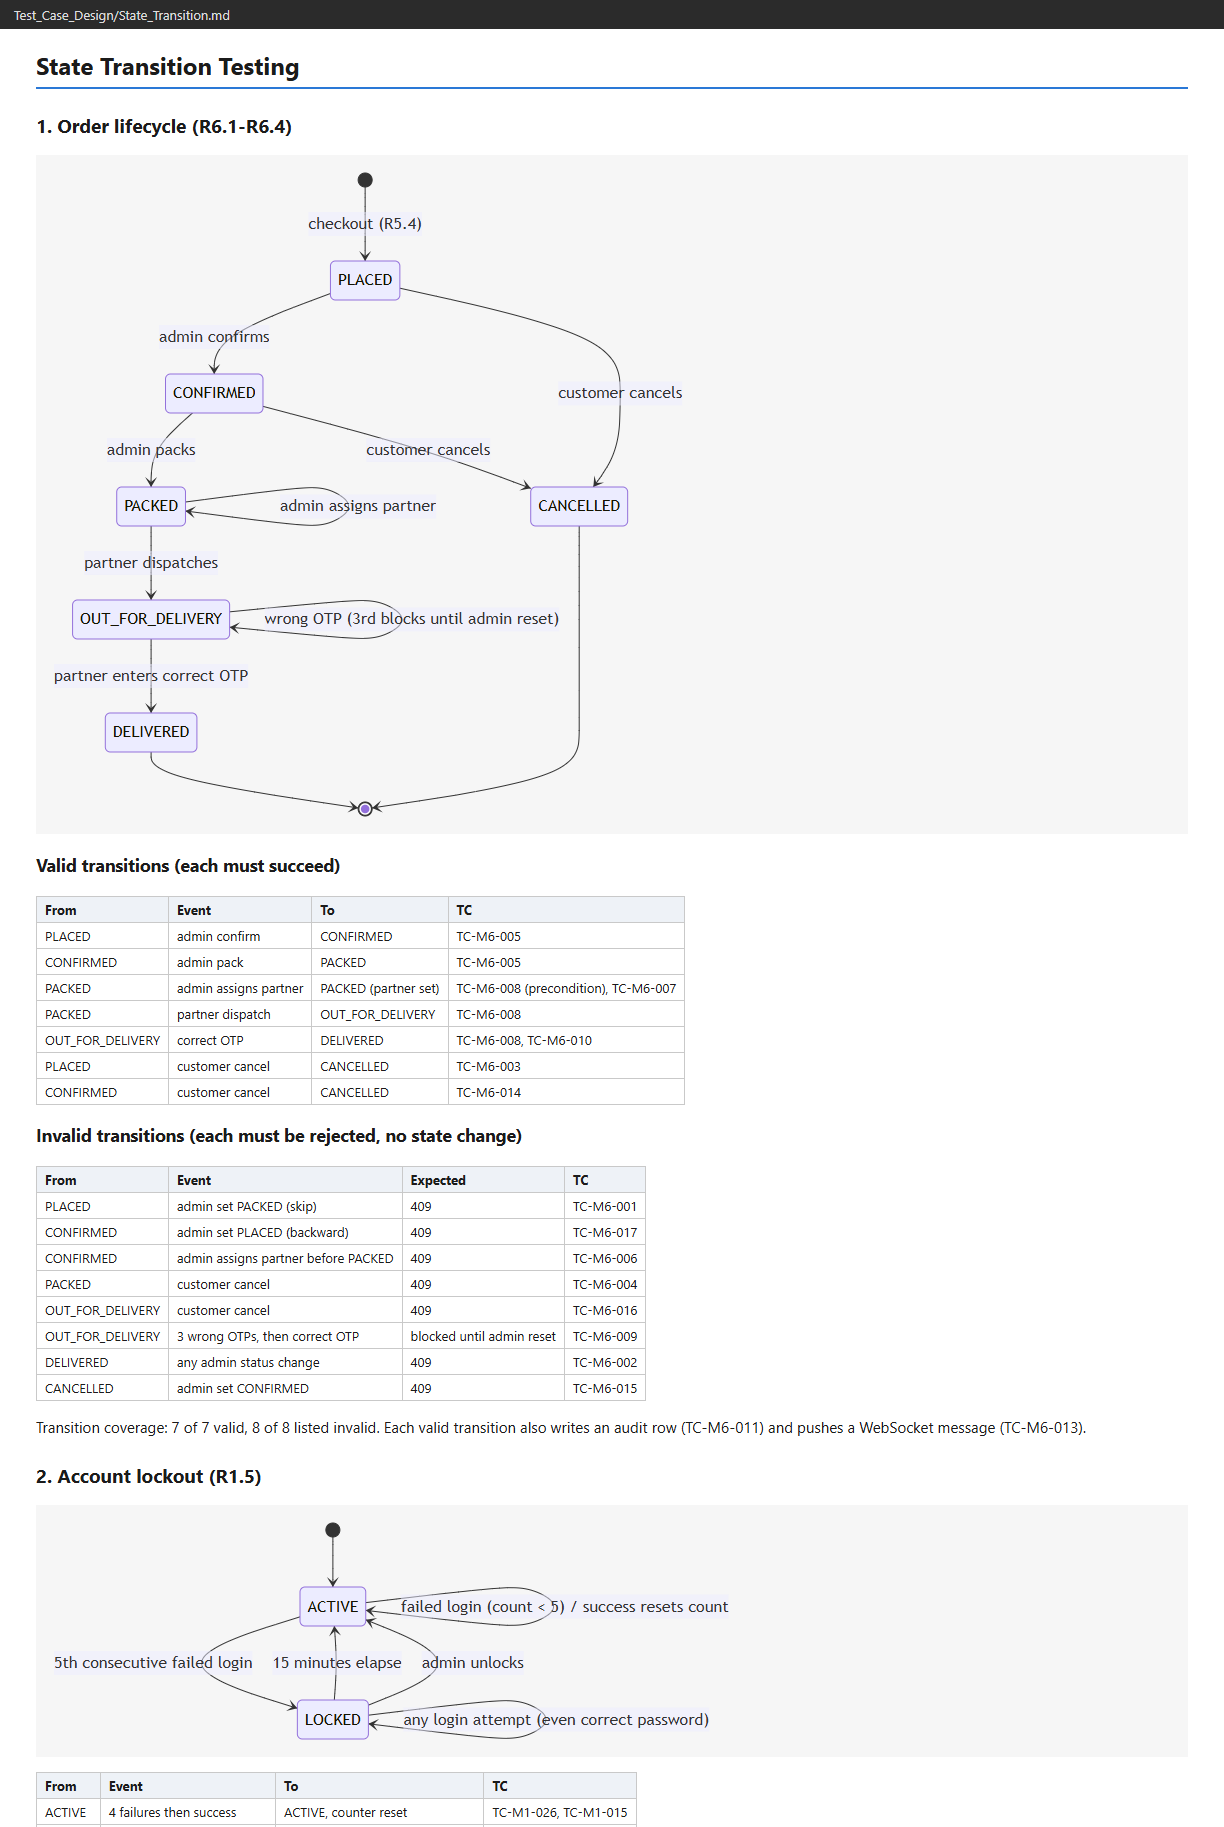 Test_Case_Design/State_Transition.md
State Transition Testing
1. Order lifecycle (R6.1-R6.4)
checkout (R5.4)
PLACED
admin confirms
CONFIRMED
customer cancels
admin packs
customer cancels
PACKED
admin assigns partner
CANCELLED
partner dispatches
OUT_FOR_DELIVERY
wrong OTP (3rd blocks until admin reset)
partner enters correct OTP
DELIVERED
Valid transitions (each must succeed)
From Event To TC
PLACED admin confirm CONFIRMED TC-M6-005
CONFIRMED admin pack PACKED TC-M6-005
PACKED admin assigns partner PACKED (partner set) TC-M6-008 (precondition), TC-M6-007
PACKED partner dispatch OUT_FOR_DELIVERY TC-M6-008
OUT_FOR_DELIVERY correct OTP DELIVERED TC-M6-008, TC-M6-010
PLACED customer cancel CANCELLED TC-M6-003
CONFIRMED customer cancel CANCELLED TC-M6-014
Invalid transitions (each must be rejected, no state change)
From Event Expected TC
PLACED admin set PACKED (skip) 409 TC-M6-001
CONFIRMED admin set PLACED (backward) 409 TC-M6-017
CONFIRMED admin assigns partner before PACKED 409 TC-M6-006
PACKED customer cancel 409 TC-M6-004
OUT_FOR_DELIVERY customer cancel 409 TC-M6-016
OUT_FOR_DELIVERY 3 wrong OTPs, then correct OTP blocked until admin reset TC-M6-009
DELIVERED any admin status change 409 TC-M6-002
CANCELLED admin set CONFIRMED 409 TC-M6-015
Transition coverage: 7 of 7 valid, 8 of 8 listed invalid. Each valid transition also writes an audit row (TC-M6-011) and pushes a WebSocket message (TC-M6-013).
2. Account lockout (R1.5)
ACTIVE
failed login (count < 5) / success resets count
5th consecutive failed login
15 minutes elapse
admin unlocks
LOCKED
any login attempt (even correct password)
From Event To TC
ACTIVE 4 failures then success ACTIVE, counter reset TC-M1-026, TC-M1-015